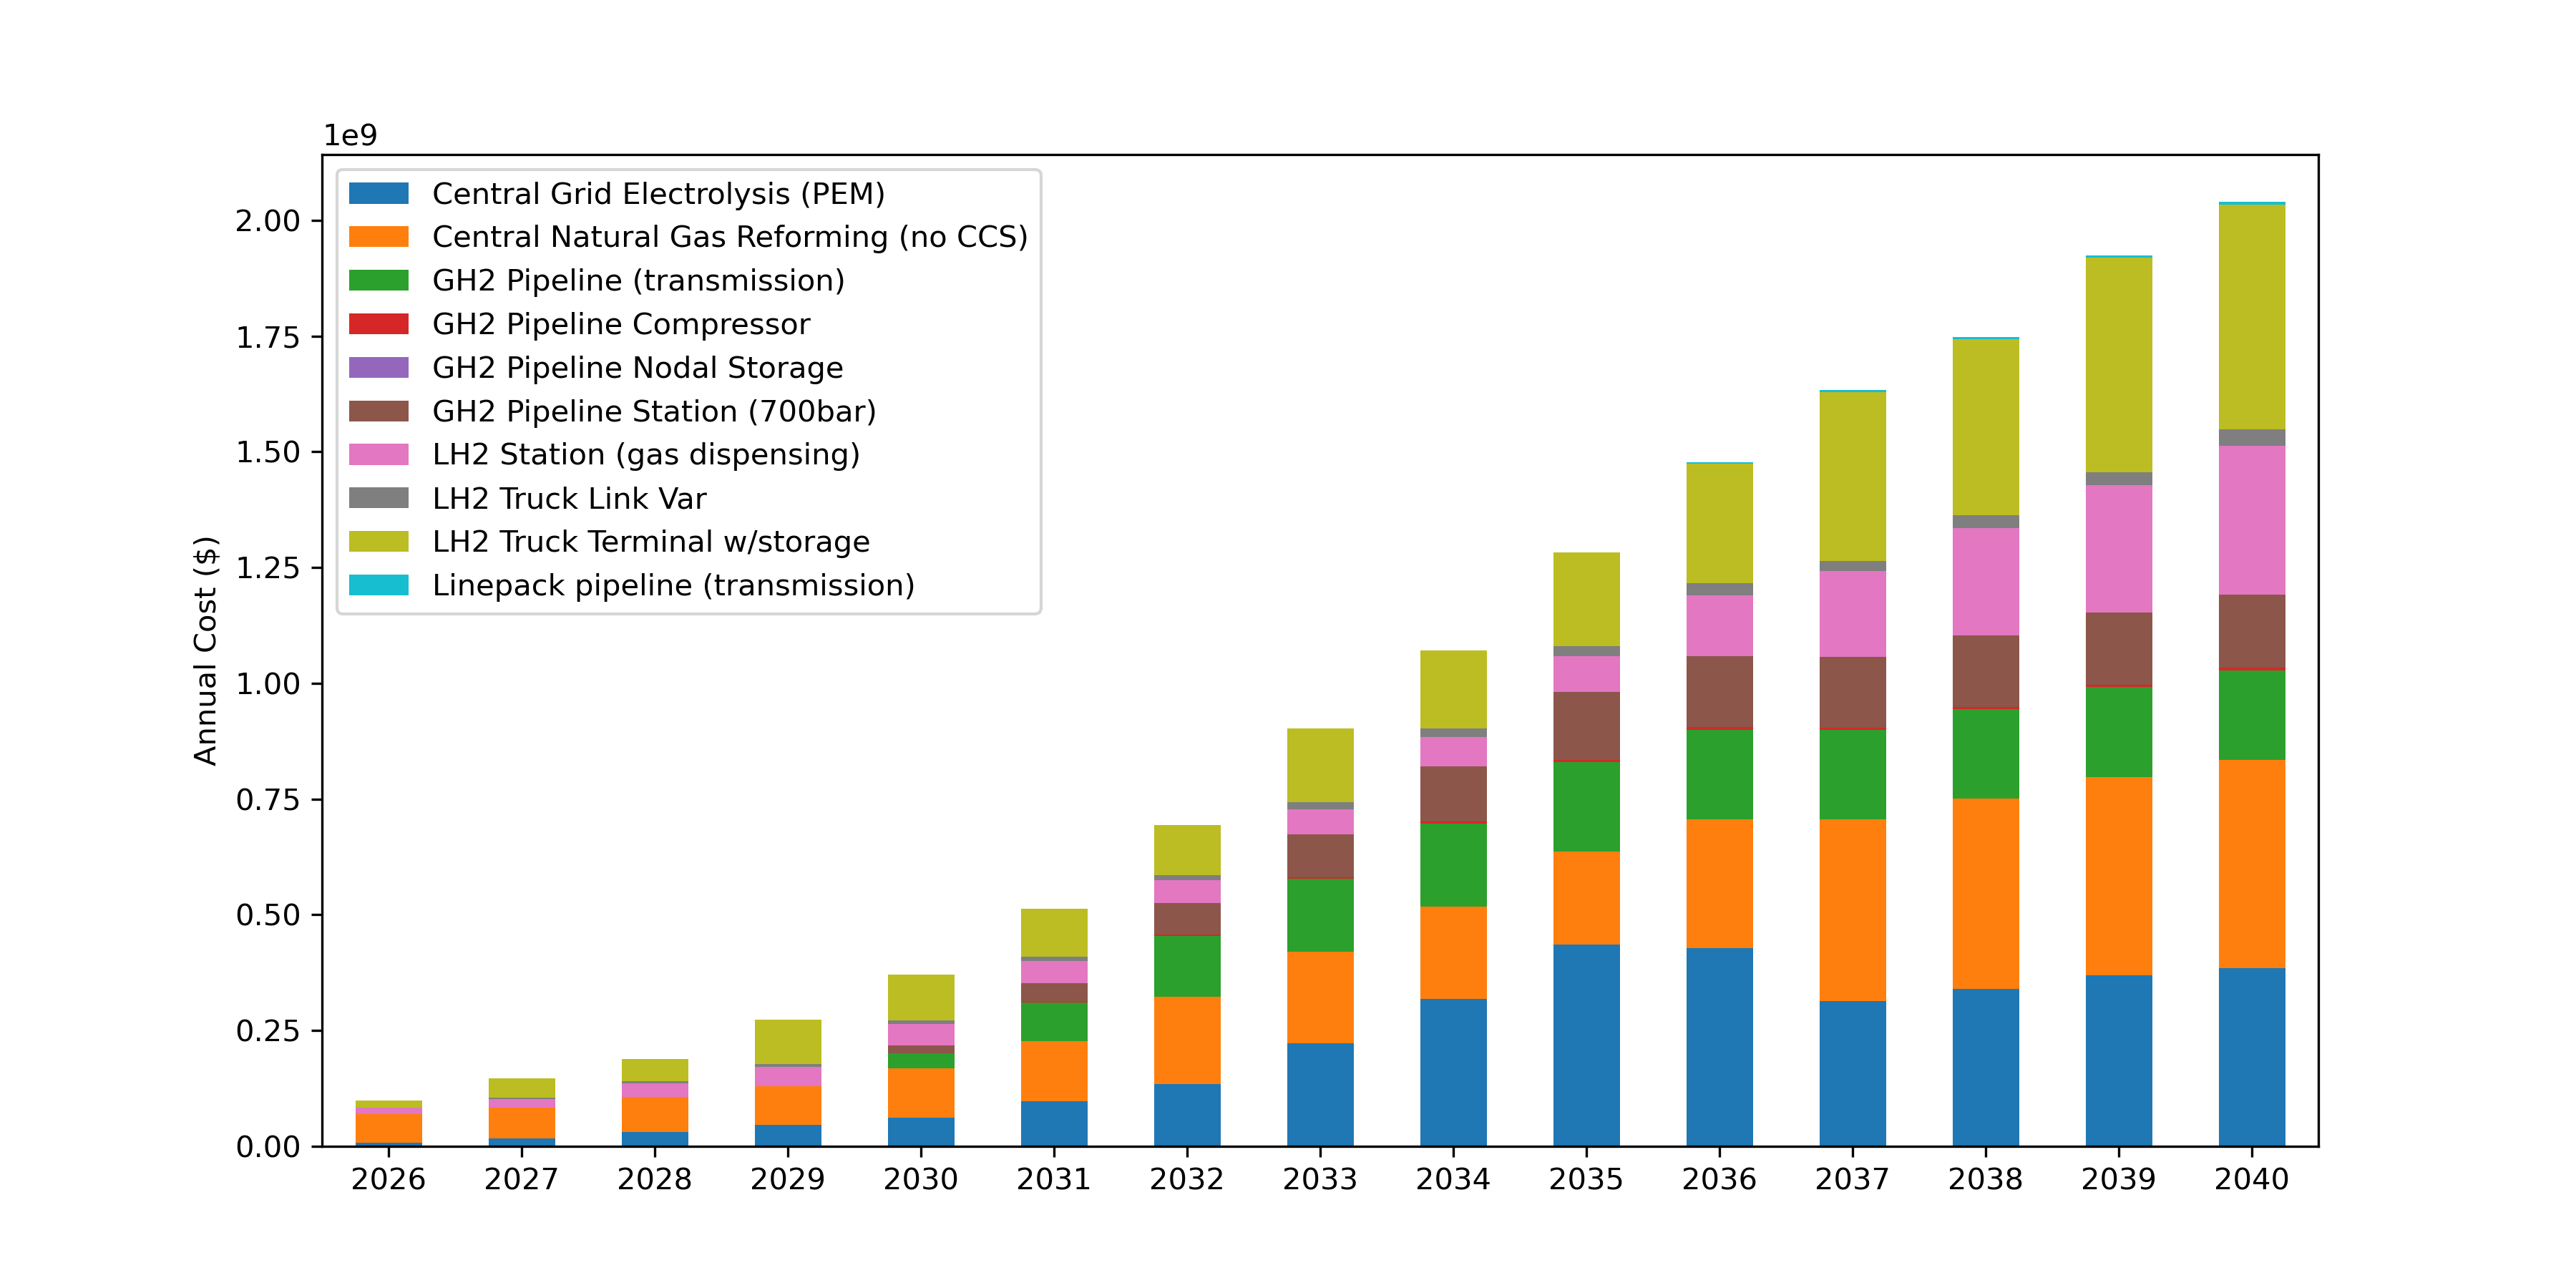 1e9
Central Grid Electrolysis (PEM)
Central Natural Gas Reforming (no CCS)
GH2 Pipeline (transmission)
GH2 Pipeline Compressor
GH2 Pipeline Nodal Storage
GH2 Pipeline Station (700bar)
LH2 Station (gas dispensing)
LH2 Truck Link Var
LH2 Truck Terminal w/storage
Linepack pipeline (transmission)
Annual Cost ($)
2.00
1.75
1.50
1.25
1.00
0.75
0.50
0.25
0.00
2026 2027 2028 2029 2030 2031 2032 2033 2034 2035 2036 2037 2038 2039 2040